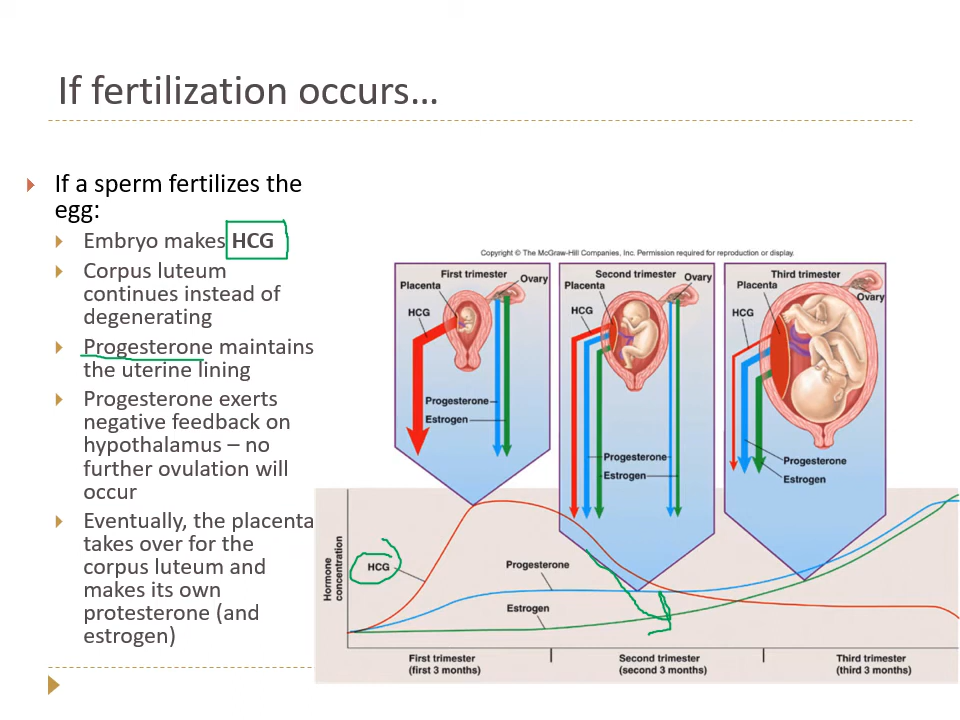 If fertilization occurs…
If a sperm fertilizes the
egg:
Embryo makes HCG
Corpus luteum
continues instead of
degenerating
Progesterone maintains
the uterine lining
Progesterone exerts
negative feedback on
hypothalamus – no
further ovulation will
occur
Eventually, the placenta
takes over for the
corpus luteum and
makes its own
protesterone (and
estrogen)
Copyright © The McGraw-Hill Companies, Inc. Permission required for reproduction or display.
First trimester
Placenta
Ovary
HCG
Progesterone
Estrogen
Second trimester
Placenta
Ovary
HCG
Progesterone
Estrogen
Third trimester
Placenta
Ovary
HCG
Progesterone
Estrogen
Hormone
concentration
HCG
Progesterone
Estrogen
First trimester
(first 3 months)
Second trimester
(second 3 months)
Third trimester
(third 3 months)